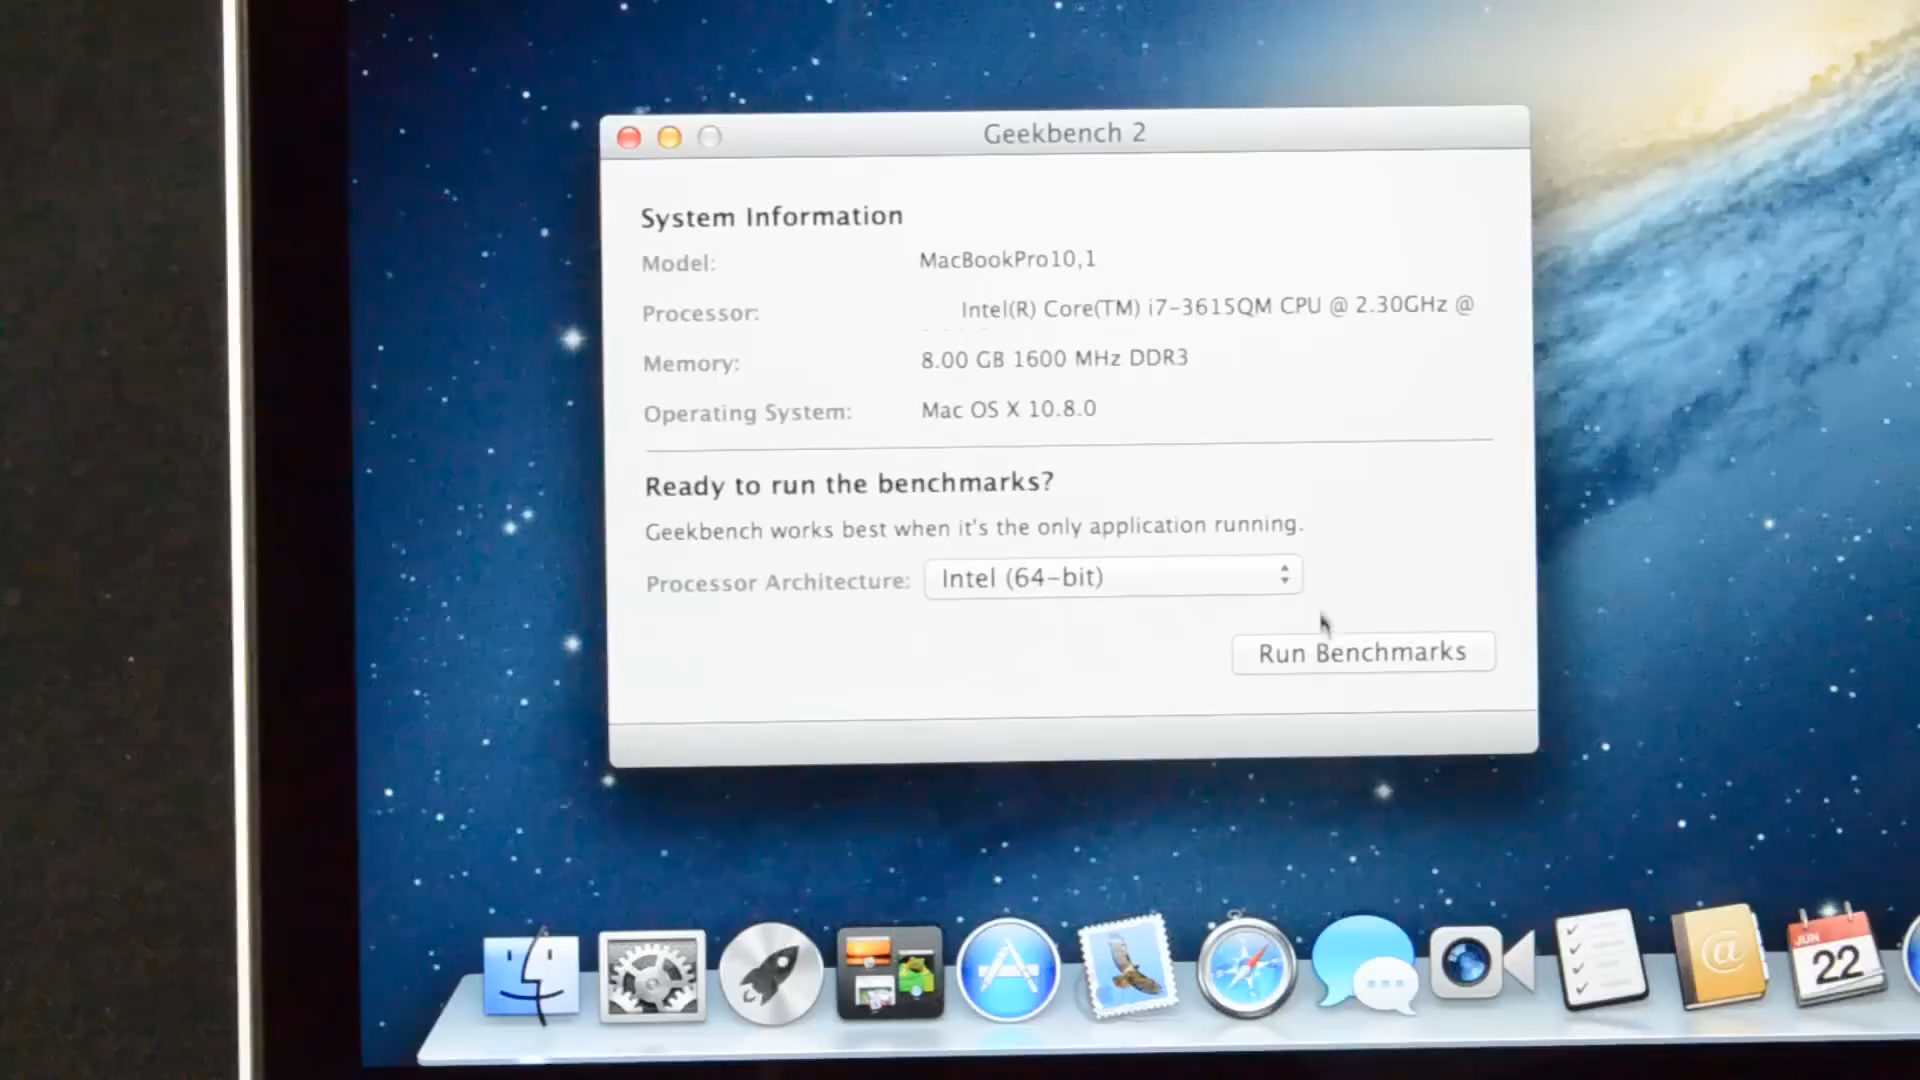 Geekbench 2
System Information
Model: MacBookPro10,1
Processor: Intel(R) Core(TM) i7-3615QM CPU @ 2.30GHz @
Memory: 8.00 GB 1600 MHz DDR3
Operating System: Mac OS X 10.8.0
Ready to run the benchmarks?
Geekbench works best when it's the only application running.
Processor Architecture: Intel (64-bit)
Run Benchmarks
@
JUN
22